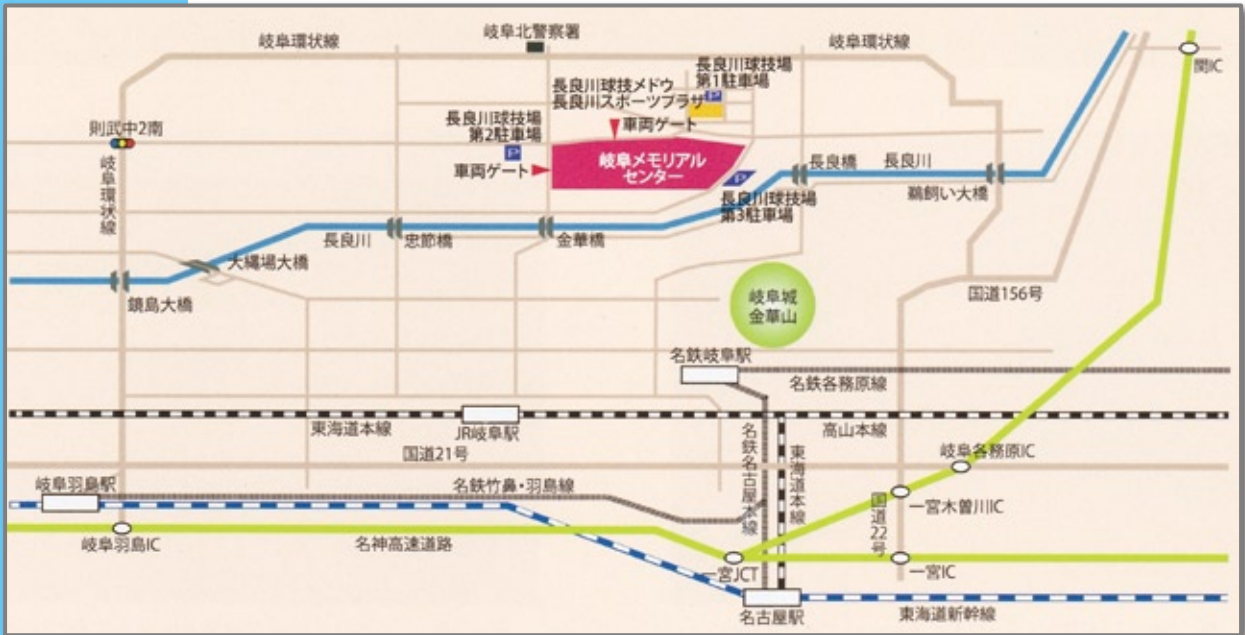 岐阜北警察署
岐阜環状線
岐阜環状線
関IC
長良川球技場
第1駐車場
長良川球技メドウ
長良川スポーツプラザ
P
車両ゲート
則武中2南
長良川球技場
第2駐車場
P
車両ゲート
岐阜メモリアル
センター
岐阜環状線
長良橋
長良川
鵜飼い大橋
P
長良川球技場
第3駐車場
長良川
忠節橋
金華橋
大縄場大橋
鏡島大橋
岐阜城
金華山
国道156号
名鉄岐阜駅
名鉄各務原線
東海道本線
JR岐阜駅
高山本線
国道21号
名鉄名古屋本線
東海道本線
岐阜各務原IC
岐阜羽島駅
名鉄竹鼻・羽島線
国道22号
一宮木曽川IC
岐阜羽島IC
名神高速道路
一宮JCT
一宮IC
名古屋駅
東海道新幹線